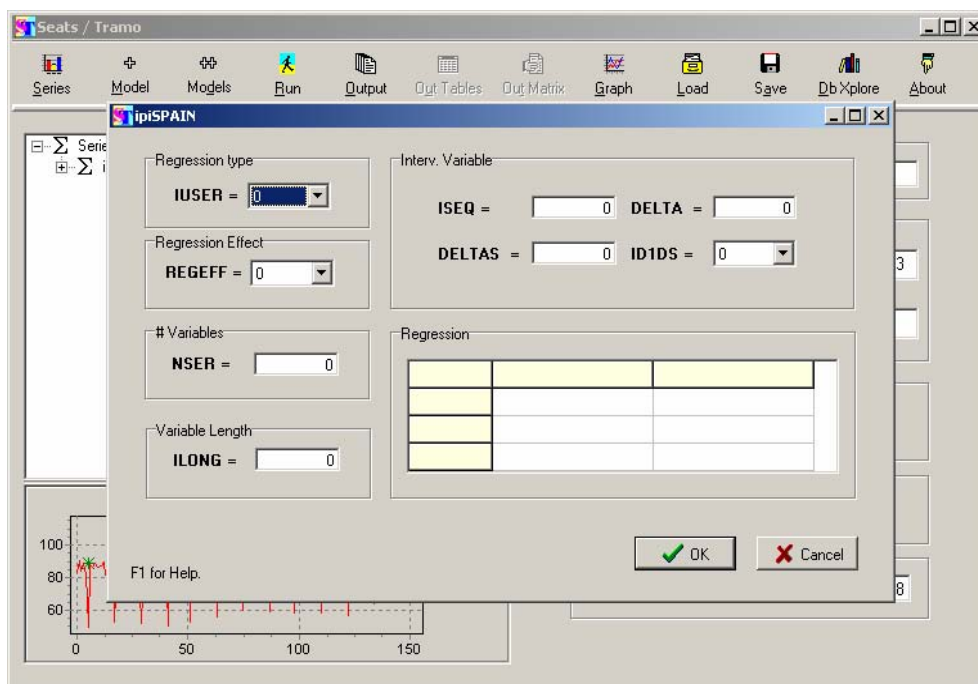 Seats / Tramo
Series Model Models Run Output Out Tables Out Matrix Graph Load Save Db Xplore About
ipiSPAIN
Serie
i
Regression type
IUSER = 0
Interv. Variable
ISEQ = 0 DELTA = 0
DELTAS = 0 ID1DS = 0
Regression Effect
REGEFF = 0
3
# Variables
NSER = 0
Regression
Variable Length
ILONG = 0
OK Cancel
F1 for Help.
8
100
80
60
0 50 100 150